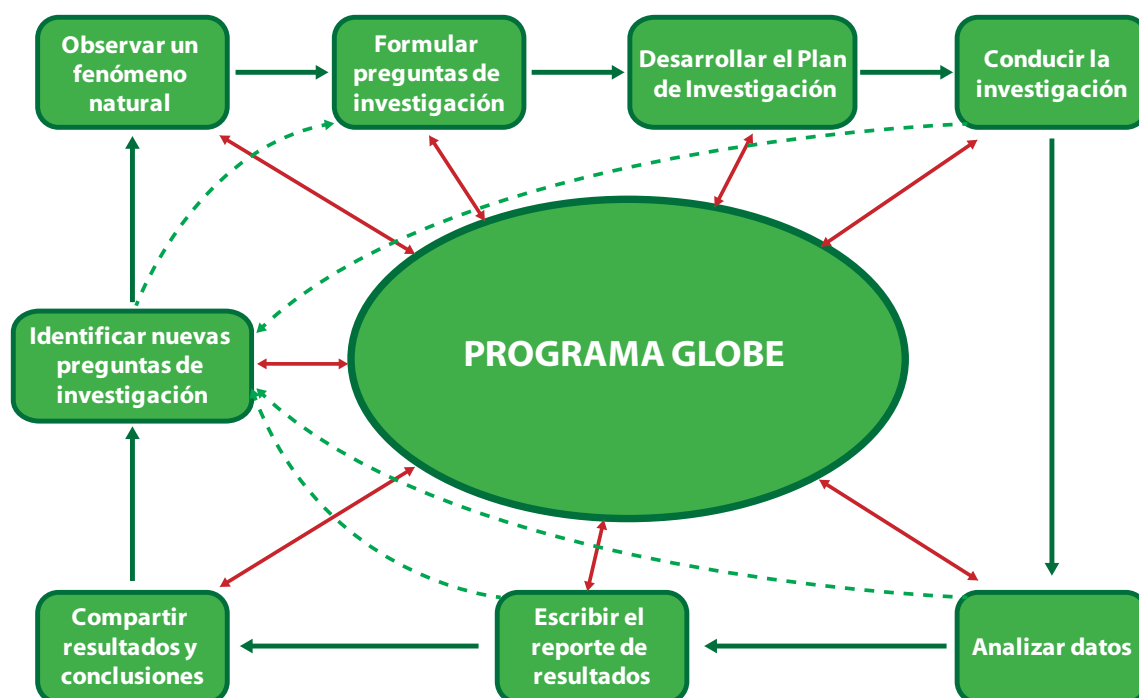 Observar un
fenómeno
natural
Formular
preguntas de
investigación
Desarrollar el Plan
de Investigación
Conducir la
investigación
Identificar nuevas
preguntas de
investigación
PROGRAMA GLOBE
Compartir
resultados y
conclusiones
Escribir el
reporte de
resultados
Analizar datos